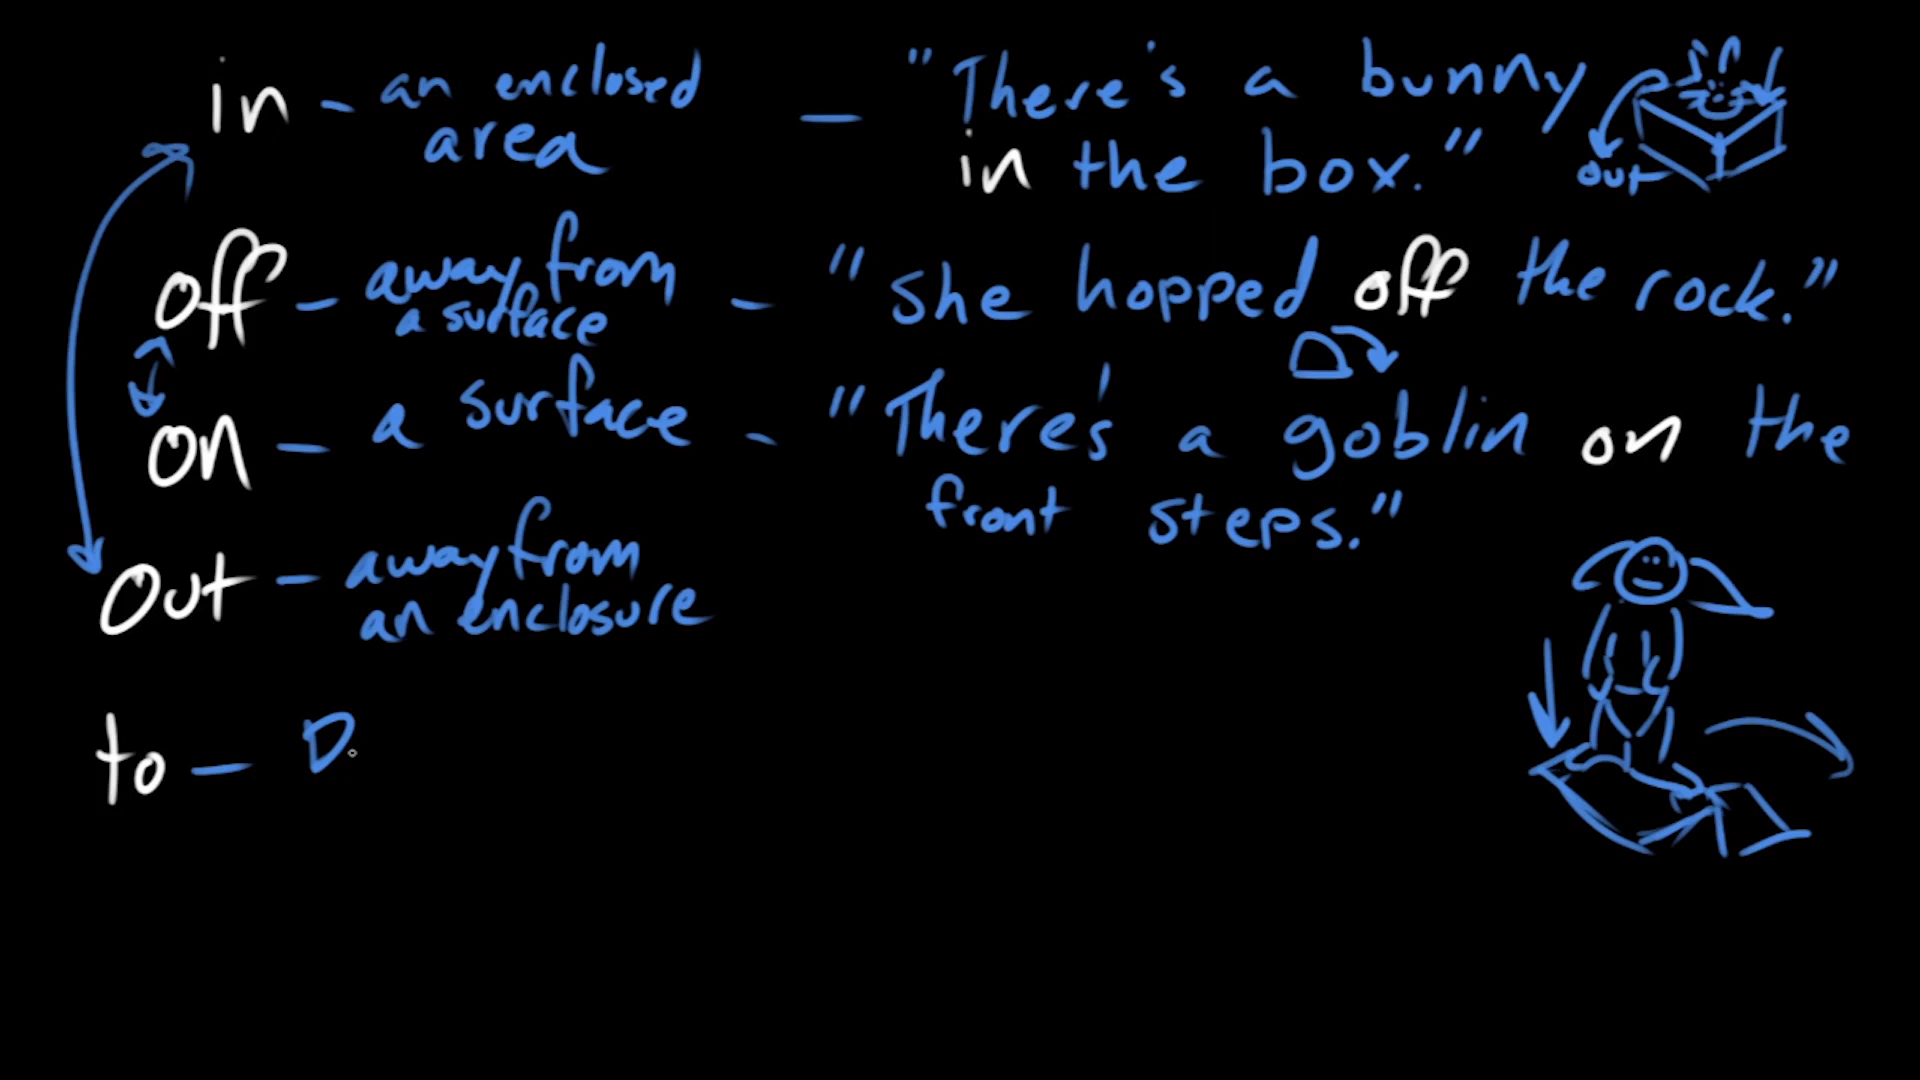 in - an enclosed area - "There's a bunny in the box."
out
off - away from a surface - "She hopped off the rock."
on - a surface - "There's a goblin on the front steps."
Out - away from an enclosure
to - D